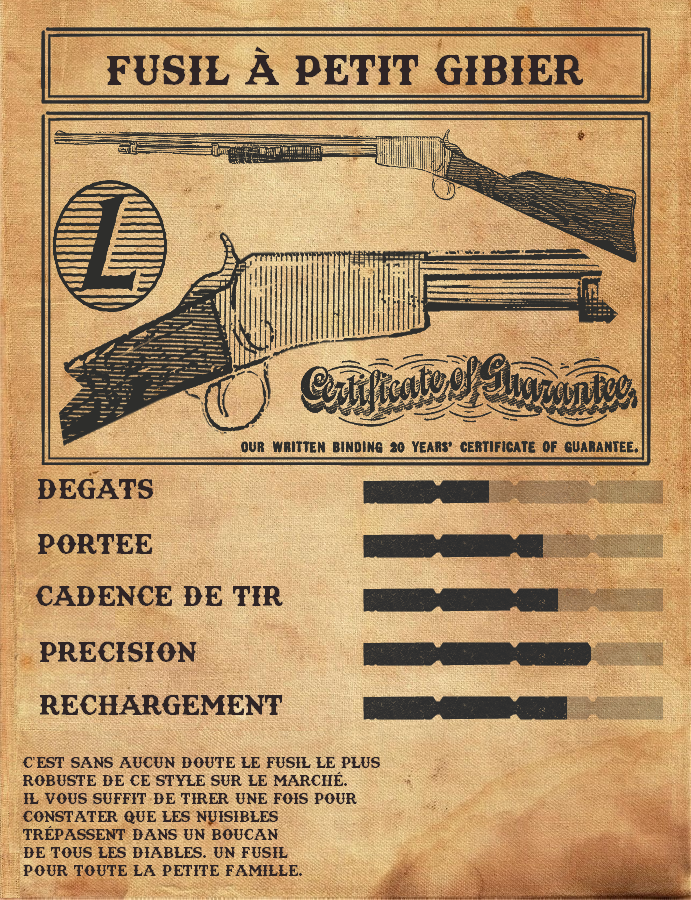 FUSIL À PETIT GIBIER
L
Certificate of Guarantee.
OUR WRITTEN BINDING 20 YEARS' CERTIFICATE OF GUARANTEE.
DEGATS
PORTEE
CADENCE DE TIR
PRECISION
RECHARGEMENT
C'EST SANS AUCUN DOUTE LE FUSIL LE PLUS
ROBUSTE DE CE STYLE SUR LE MARCHÉ.
IL VOUS SUFFIT DE TIRER UNE FOIS POUR
CONSTATER QUE LES NUISIBLES
TRÉPASSENT DANS UN BOUCAN
DE TOUS LES DIABLES. UN FUSIL
POUR TOUTE LA PETITE FAMILLE.